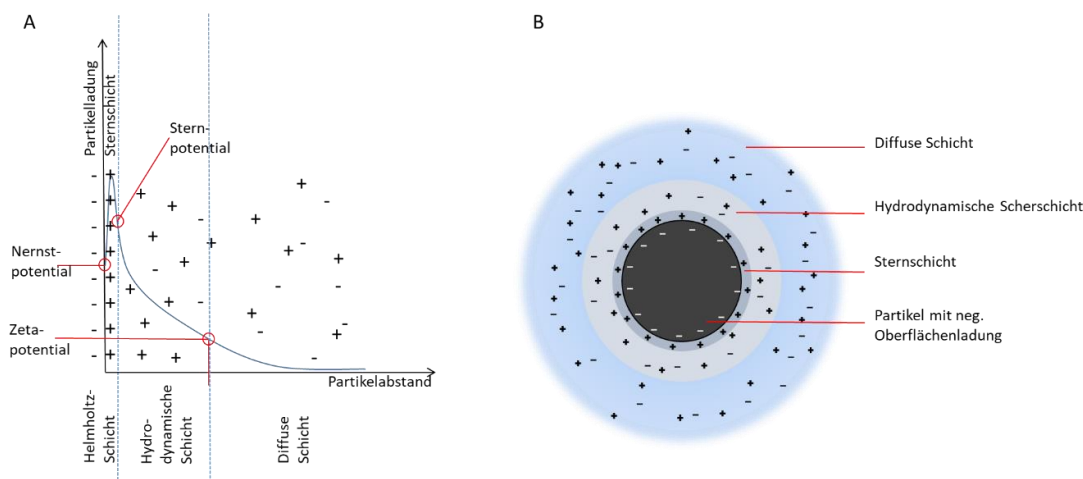 A
Partikelladung
Sternschicht
Stern-
potential
Nernst-
potential
Zeta-
potential
Partikelabstand
Helmholtz-
Schicht
Hydro-
dynamische
Schicht
Diffuse
Schicht
B
Diffuse Schicht
Hydrodynamische Scherschicht
Sternschicht
Partikel mit neg.
Oberflächenladung